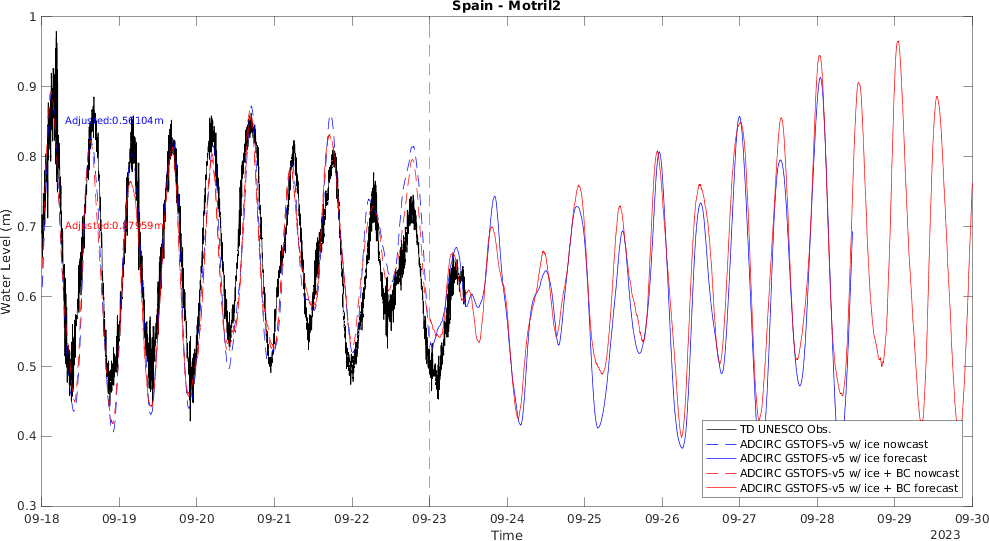 Spain - Motril2
1
0.9
0.8
0.7
0.6
0.5
0.4
0.3
Water Level (m)
Adjusted:0.56104m
TD UNESCO Obs.
ADCIRC GSTOFS-v5 w/ ice nowcast
ADCIRC GSTOFS-v5 w/ ice forecast
ADCIRC GSTOFS-v5 w/ ice + BC nowcast
ADCIRC GSTOFS-v5 w/ ice + BC forecast
09-18 09-19 09-20 09-21 09-22 09-23 09-24 09-25 09-26 09-27 09-28 09-29 09-30
Time
2023